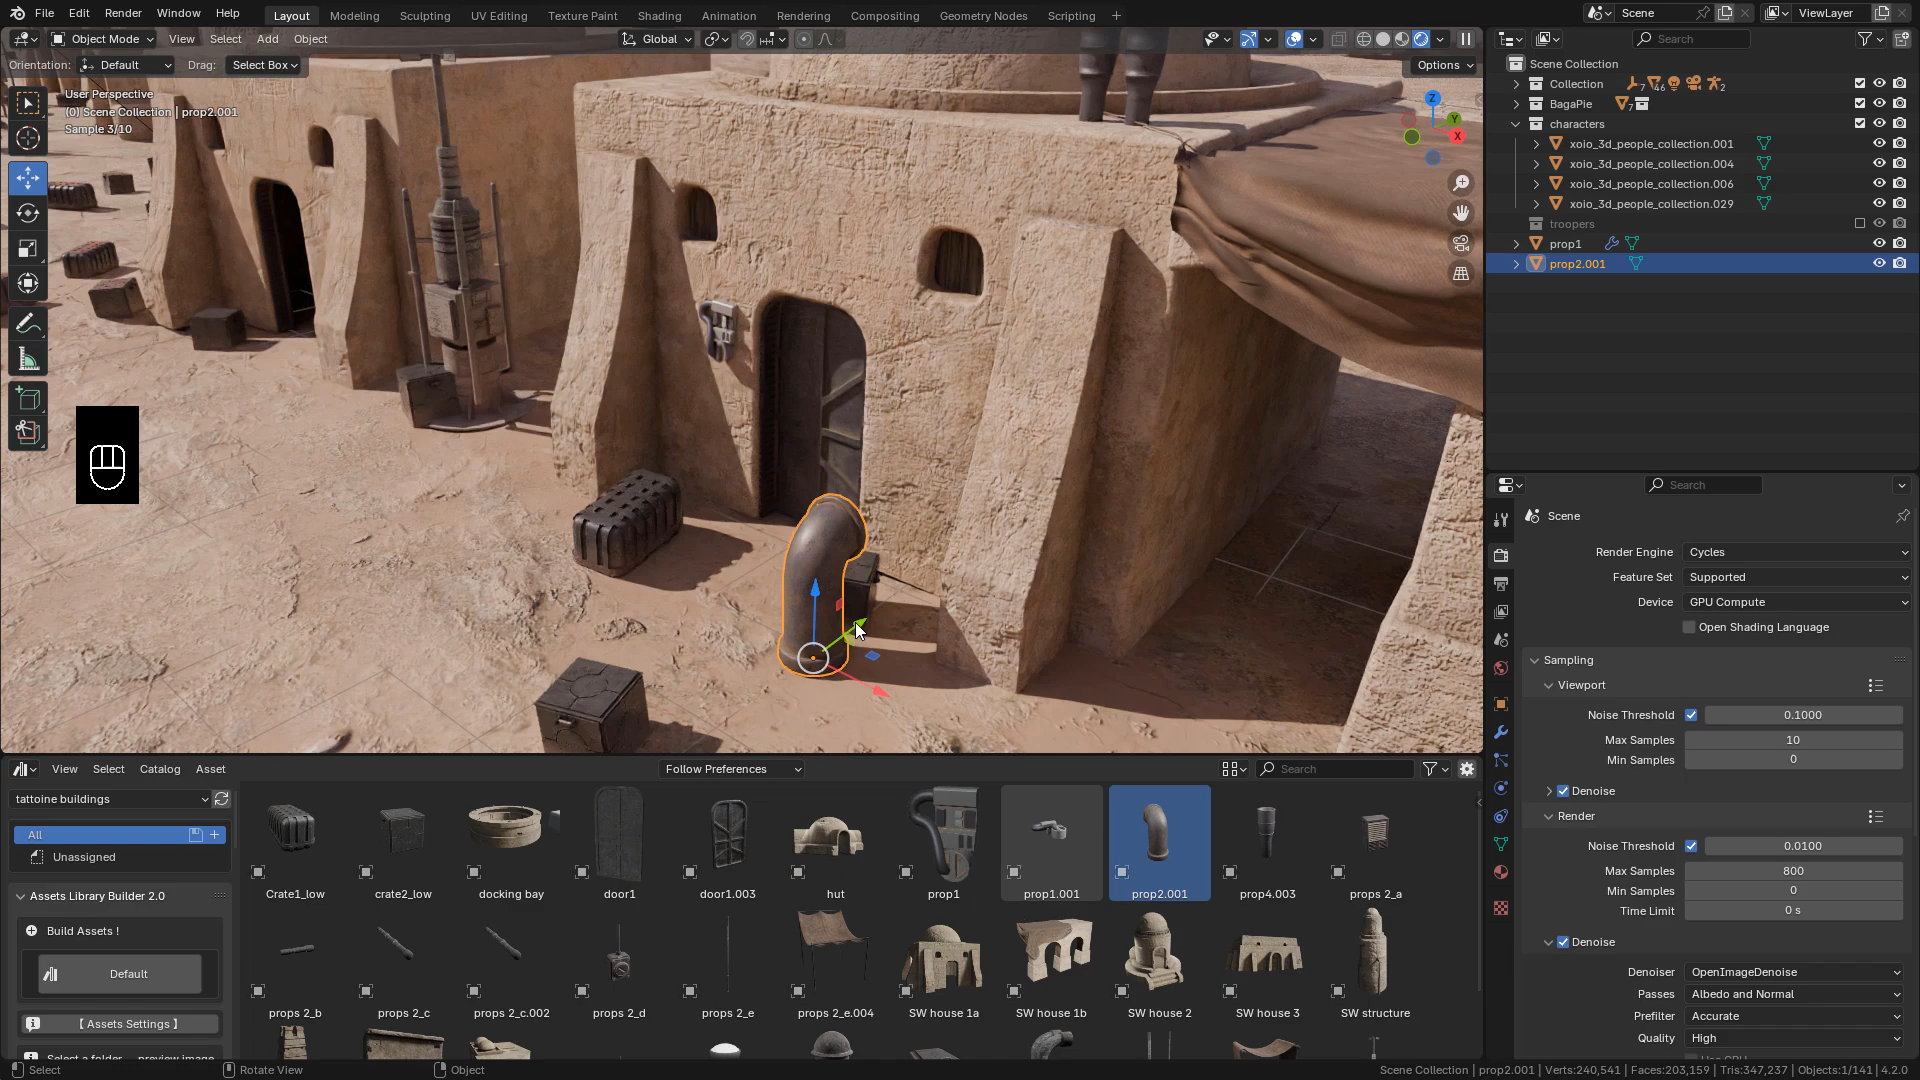 File Edit Render Window Help Layout Modeling Sculpting UV Editing Texture Paint Shading Animation Rendering Compositing Geometry Nodes Scripting + Scene ViewLayer
Object Mode View Select Add Object Global Search
Orientation: Default Drag: Select Box Options
User Perspective
(0) Scene Collection | prop2.001
Sample 3/10
Z
Y
X
Scene Collection
Collection 7 46 2
BagaPie 7
characters
xoio_3d_people_collection.001
xoio_3d_people_collection.004
xoio_3d_people_collection.006
xoio_3d_people_collection.029
troopers
prop1
prop2.001
Search
Scene
Render Engine Cycles
Feature Set Supported
Device GPU Compute
Open Shading Language
Sampling
Viewport
Noise Threshold 0.1000
Max Samples 10
Min Samples 0
Denoise
Render
Noise Threshold 0.0100
Max Samples 800
Min Samples 0
Time Limit 0 s
Denoise
Denoiser OpenImageDenoise
Passes Albedo and Normal
Prefilter Accurate
Quality High
View Select Catalog Asset Follow Preferences Search
tattoine buildings
All
Unassigned
Assets Library Builder 2.0
Build Assets !
Default
[ Assets Settings ]
Crate1_low crate2_low docking bay door1 door1.003 hut prop1 prop1.001 prop2.001 prop4.003 props 2_a
props 2_b props 2_c props 2_c.002 props 2_d props 2_e props 2_e.004 SW house 1a SW house 1b SW house 2 SW house 3 SW structure
Select Rotate View Object Scene Collection | prop2.001 | Verts:240,541 | Faces:203,159 | Tris:347,237 | Objects:1/141 | 4.2.0